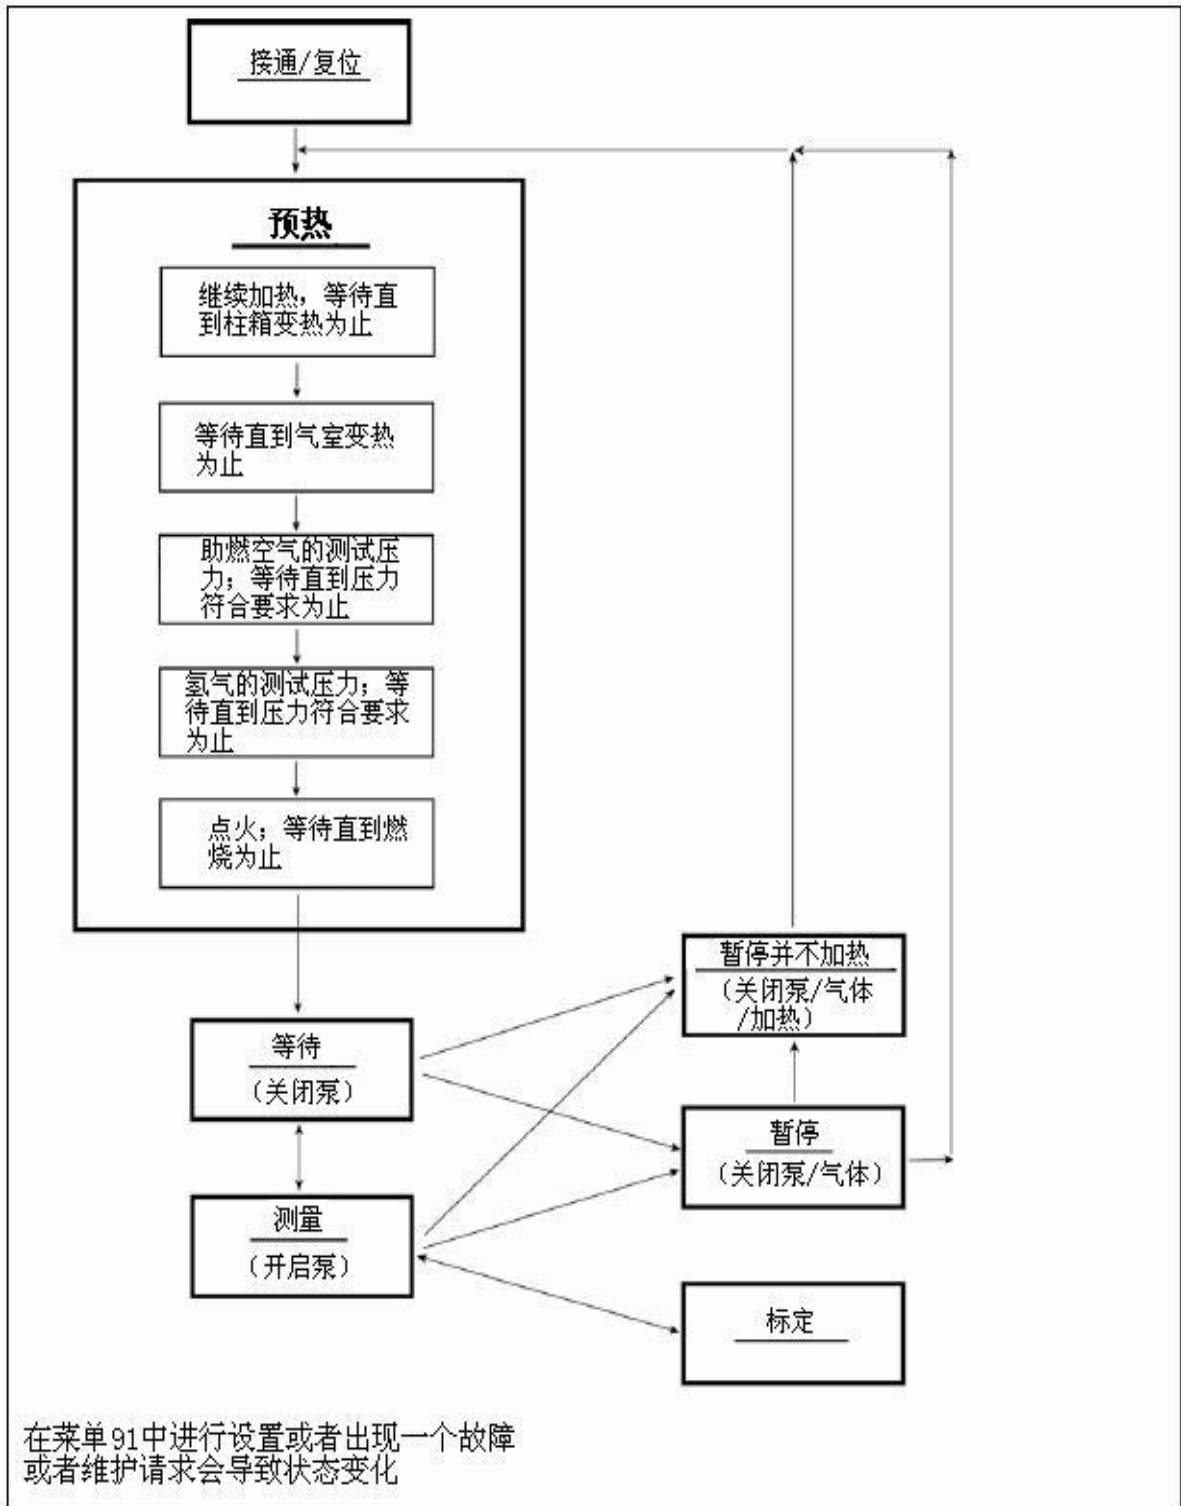 接通/复位
预热
继续加热，等待直
到柱箱变热为止
等待直到气室变热
为止
助燃空气的测试压
力；等待直到压力
符合要求为止
氢气的测试压力；等
待直到压力符合要求
为止
点火；等待直到燃
烧为止
暂停并不加热
（关闭泵/气体
/加热）
等待
（关闭泵）
暂停
（关闭泵/气体）
测量
（开启泵）
标定
在菜单91中进行设置或者出现一个故障
或者维护请求会导致状态变化